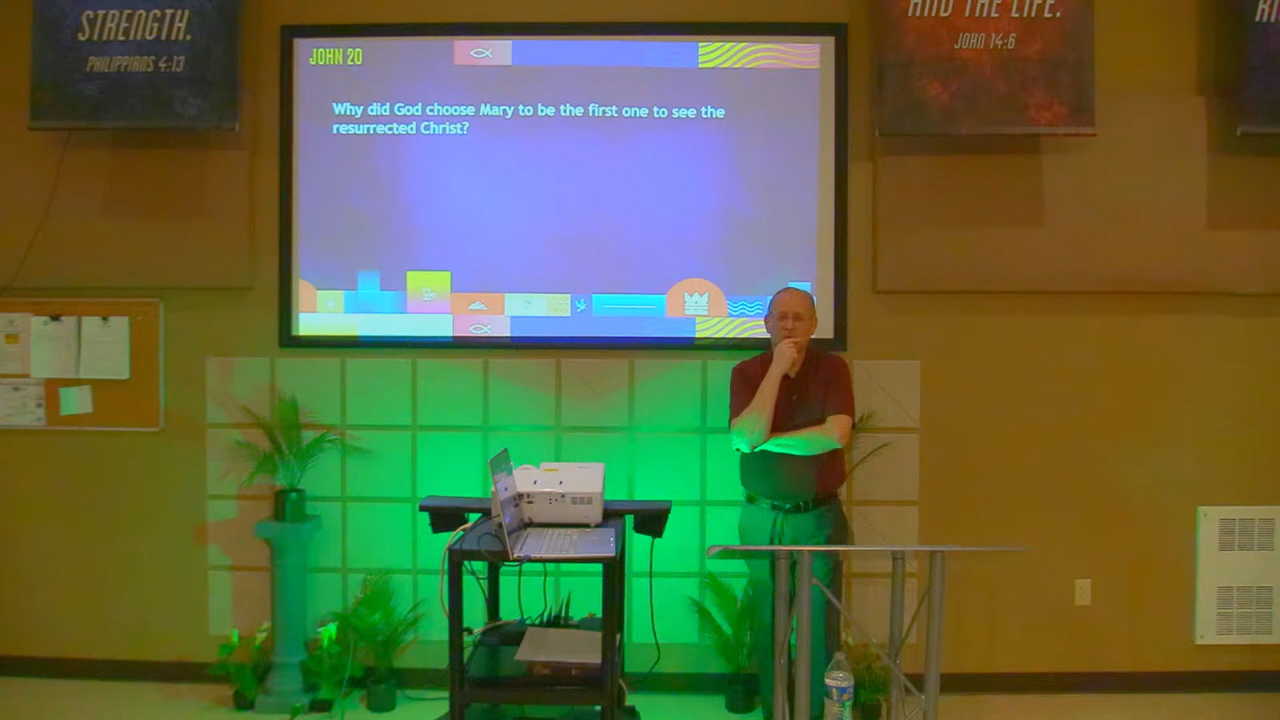 STRENGTH.
PHILIPPIANS 4:13
AND THE LIFE.
JOHN 14:6
JOHN 20
Why did God choose Mary to be the first one to see the
resurrected Christ?